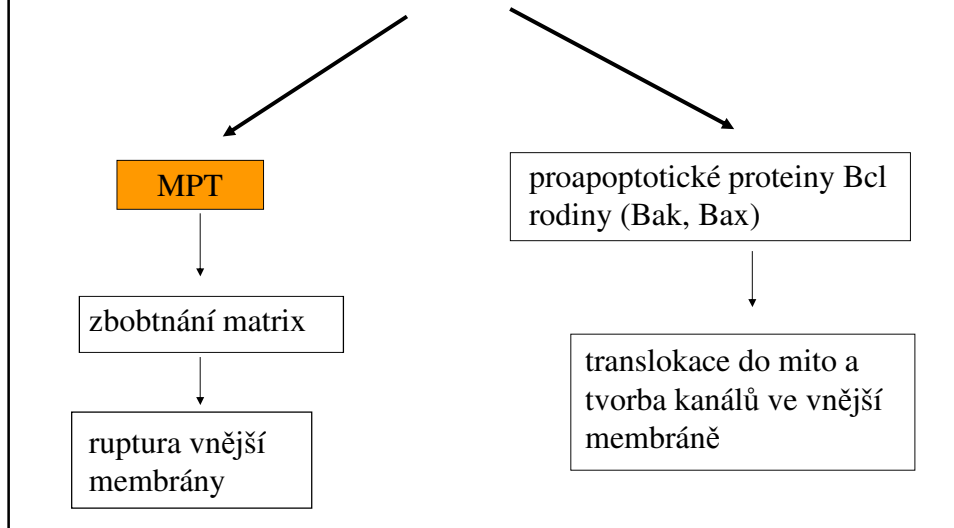 MPT
zbobtnání matrix
ruptura vnější
membrány
proapoptotické proteiny Bcl
rodiny (Bak, Bax)
translokace do mito a
tvorba kanálů ve vnější
membráně